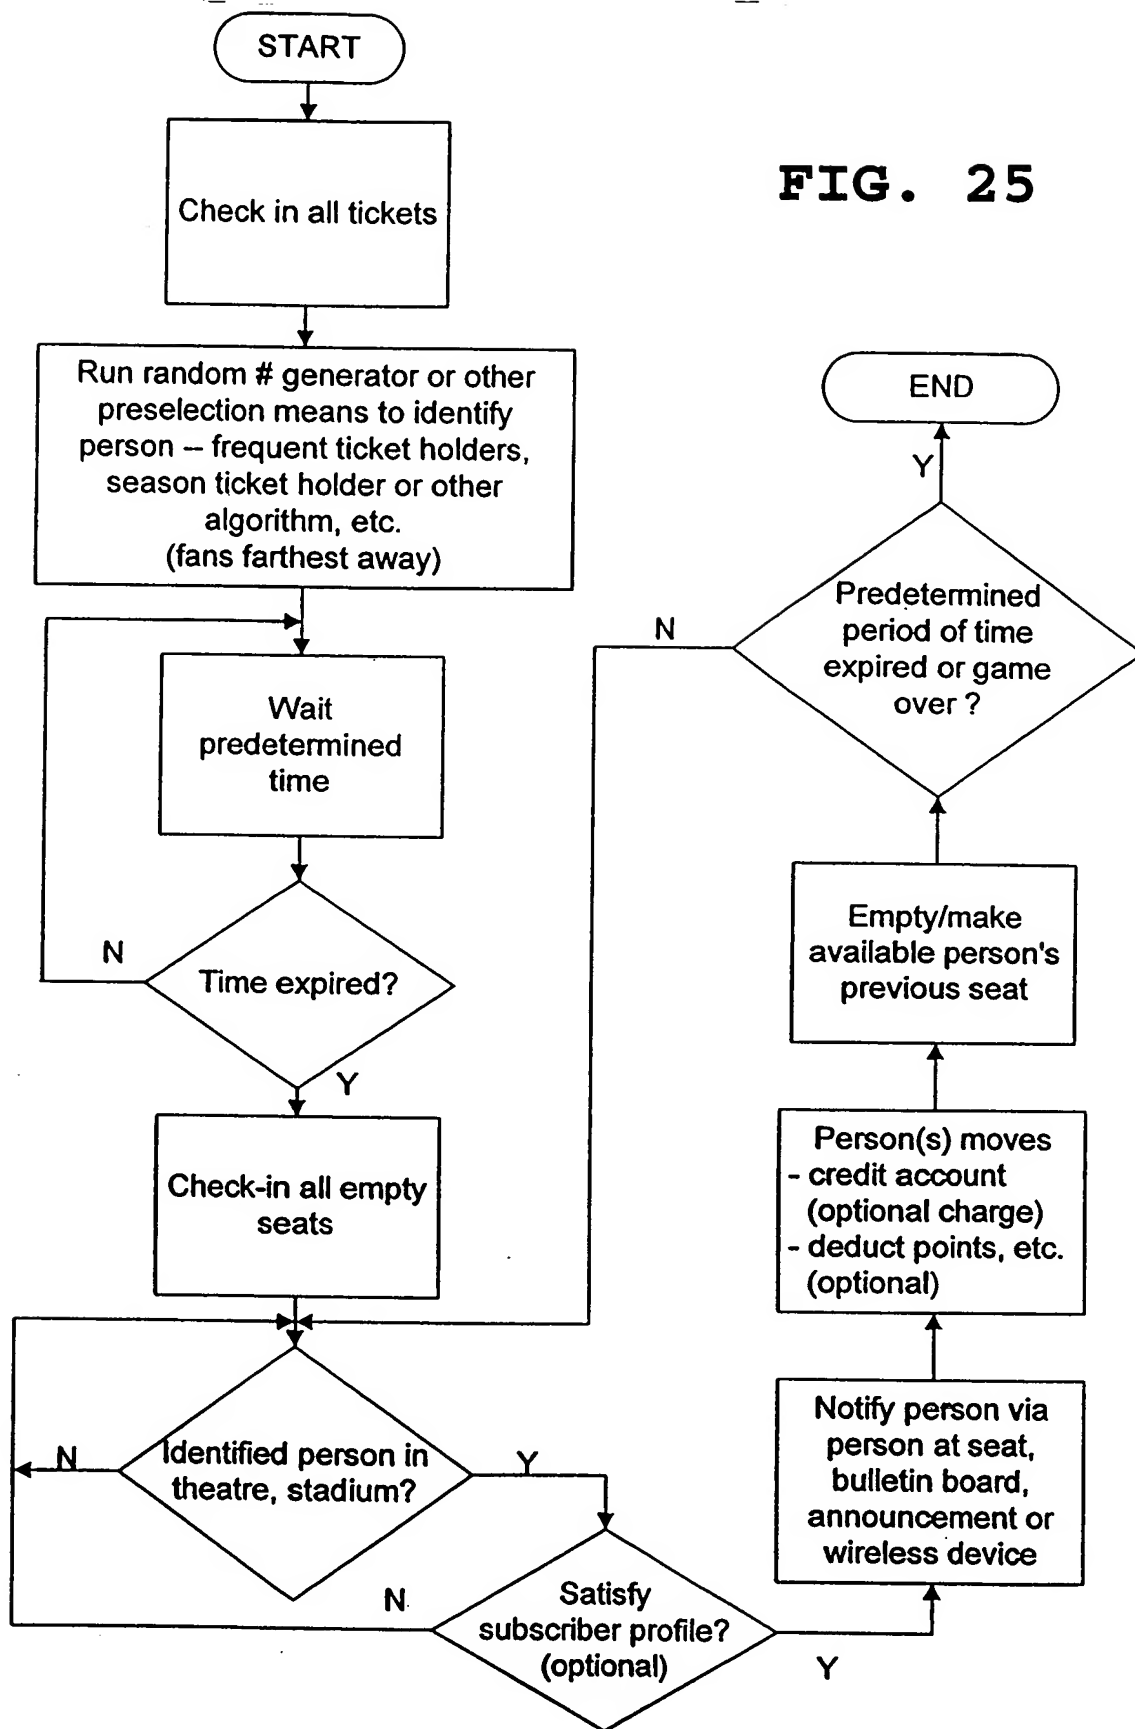 START
FIG. 25
Check in all tickets
Run random # generator or other
preselection means to identify
person – frequent ticket holders,
season ticket holder or other
algorithm, etc.
(fans farthest away)
Wait
predetermined
time
N
Time expired?
Y
Check-in all empty
seats
N
Identified person in
theatre, stadium?
Y
N
Satisfy
subscriber profile?
(optional)
Y
Notify person via
person at seat,
bulletin board,
announcement or
wireless device
Person(s) moves
- credit account
(optional charge)
- deduct points, etc.
(optional)
Empty/make
available person's
previous seat
Predetermined
period of time
expired or game
over ?
N
Y
END